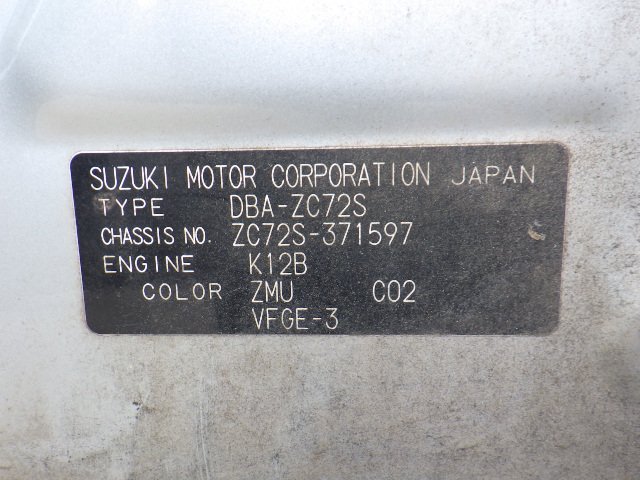 SUZUKI MOTOR CORPORATION JAPAN
TYPE DBA-ZC72S
CHASSIS NO. ZC72S-371597
ENGINE K12B
COLOR ZMU C02
VFGE-3